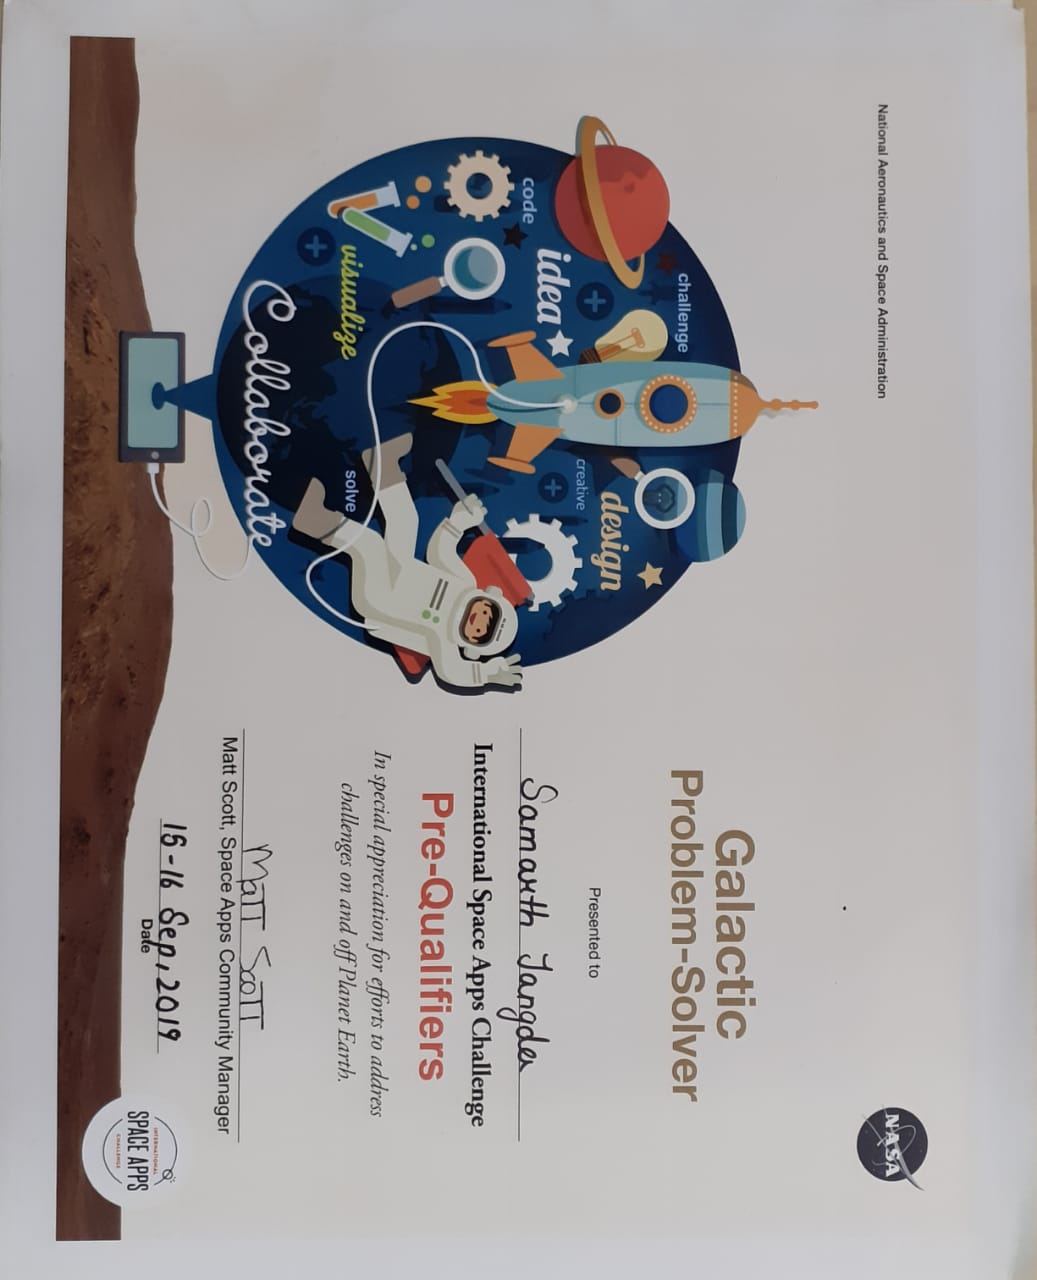 National Aeronautics and Space Administration
NASA
challenge
code
idea
creative
design
visualize
solve
Collaborate
Galactic
Problem-Solver
Presented to
Samarth Jangde
International Space Apps Challenge
Pre-Qualifiers
In special appreciation for efforts to address
challenges on and off Planet Earth.
Matt Scott
Matt Scott, Space Apps Community Manager
15-16 Sep, 2019
Date
INTERNATIONAL
SPACE APPS
CHALLENGE